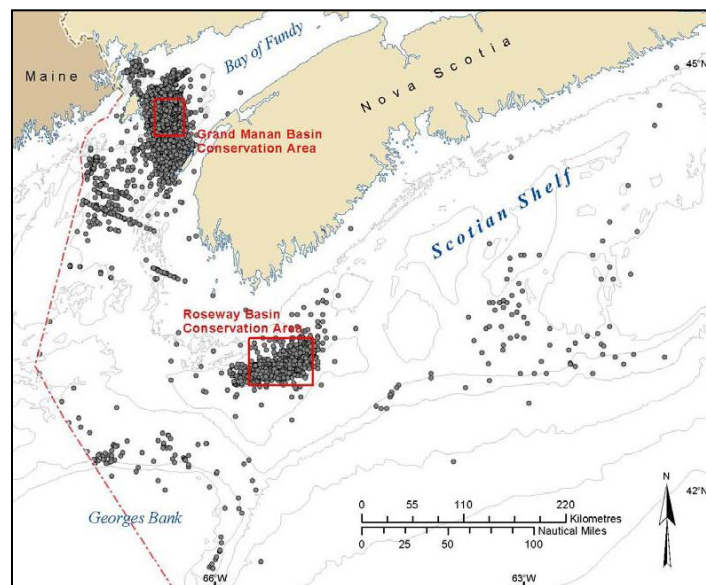 Bay of Fundy
Maine
Nova Scotia
45°N
Grand Manan Basin
Conservation Area
Scotian Shelf
Roseway Basin
Conservation Area
N
42°N
Georges Bank
0 55 110 220
Kilometres
Nautical Miles
0 25 50 100
66°W
63°W